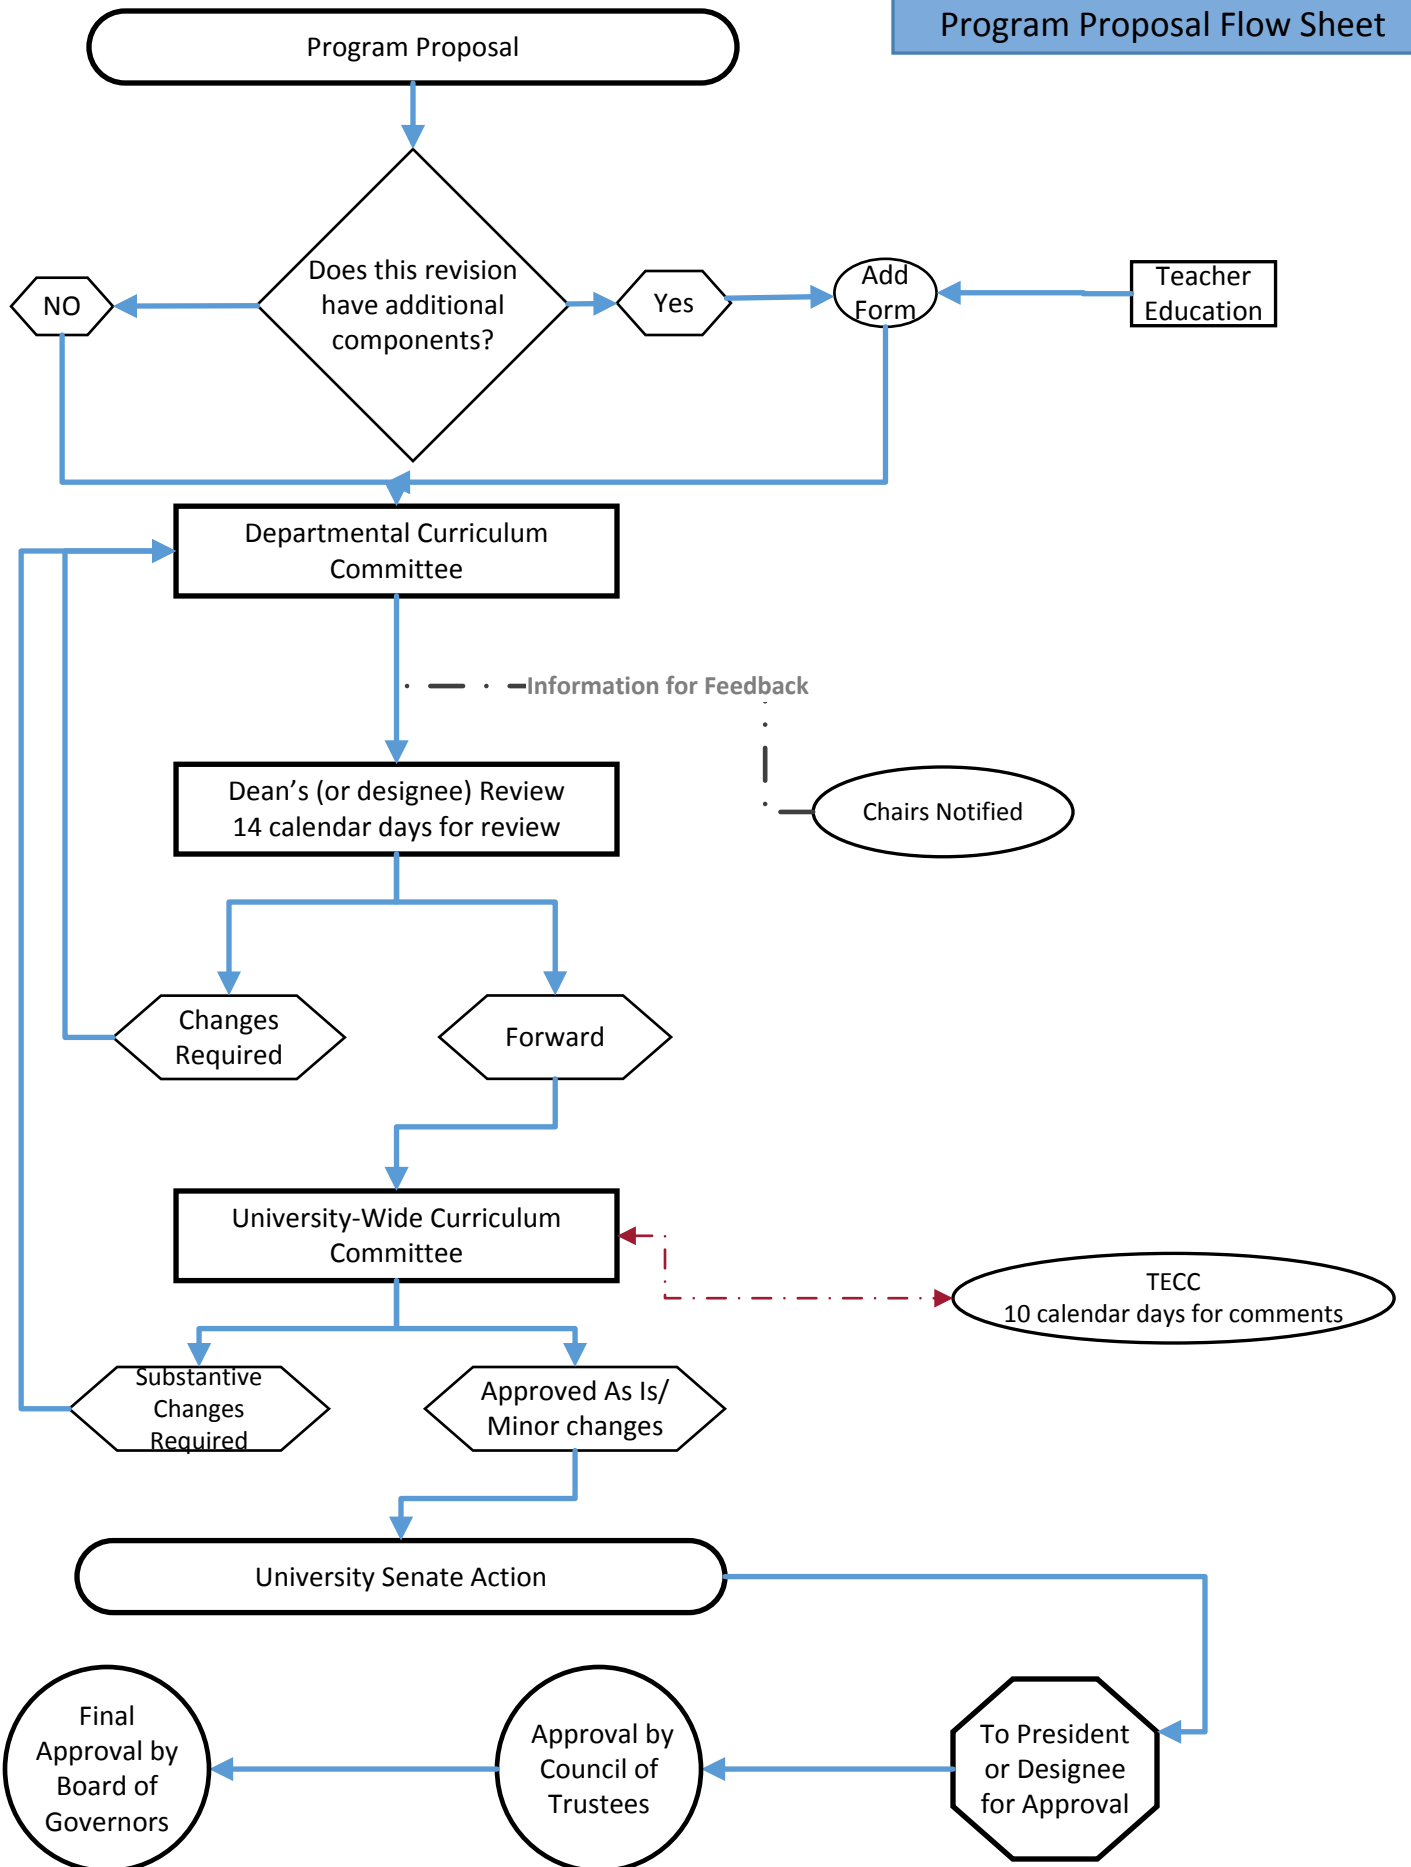 Program Proposal Flow Sheet
Program Proposal
Does this revision
have additional
components?
NO
Yes
Add
Form
Teacher
Education
Departmental Curriculum
Committee
Information for Feedback
Dean's (or designee) Review
14 calendar days for review
Chairs Notified
Changes
Required
Forward
University-Wide Curriculum
Committee
TECC
10 calendar days for comments
Substantive
Changes
Required
Approved As Is/
Minor changes
University Senate Action
Final
Approval by
Board of
Governors
Approval by
Council of
Trustees
To President
or Designee
for Approval